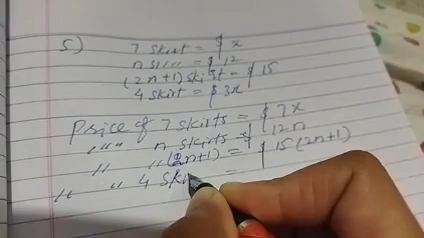 5) 7 skirt = $ x
n skirt = $ 12
(2n+1) skirt = $ 15
4 skirt = $ 3x
Price of 7 skirts = $ 7x
"" "" n skirts = $ 12n
" " (2n+1) = $ 15(2n+1)
" " 4 Ski =